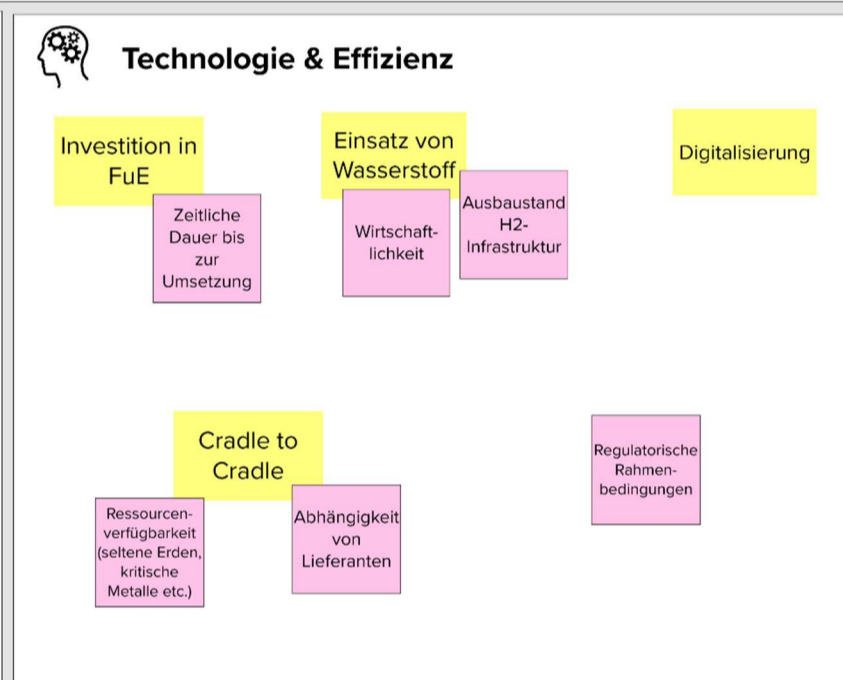 Technologie & Effizienz
Investition in
FuE
Zeitliche
Dauer bis
zur
Umsetzung
Einsatz von
Wasserstoff
Wirtschaft-
lichkeit
Ausbaustand
H2-
Infrastruktur
Digitalisierung
Cradle to
Cradle
Ressourcen-
verfügbarkeit
(seltene Erden,
kritische
Metalle etc.)
Abhängigkeit
von
Lieferanten
Regulatorische
Rahmen-
bedingungen